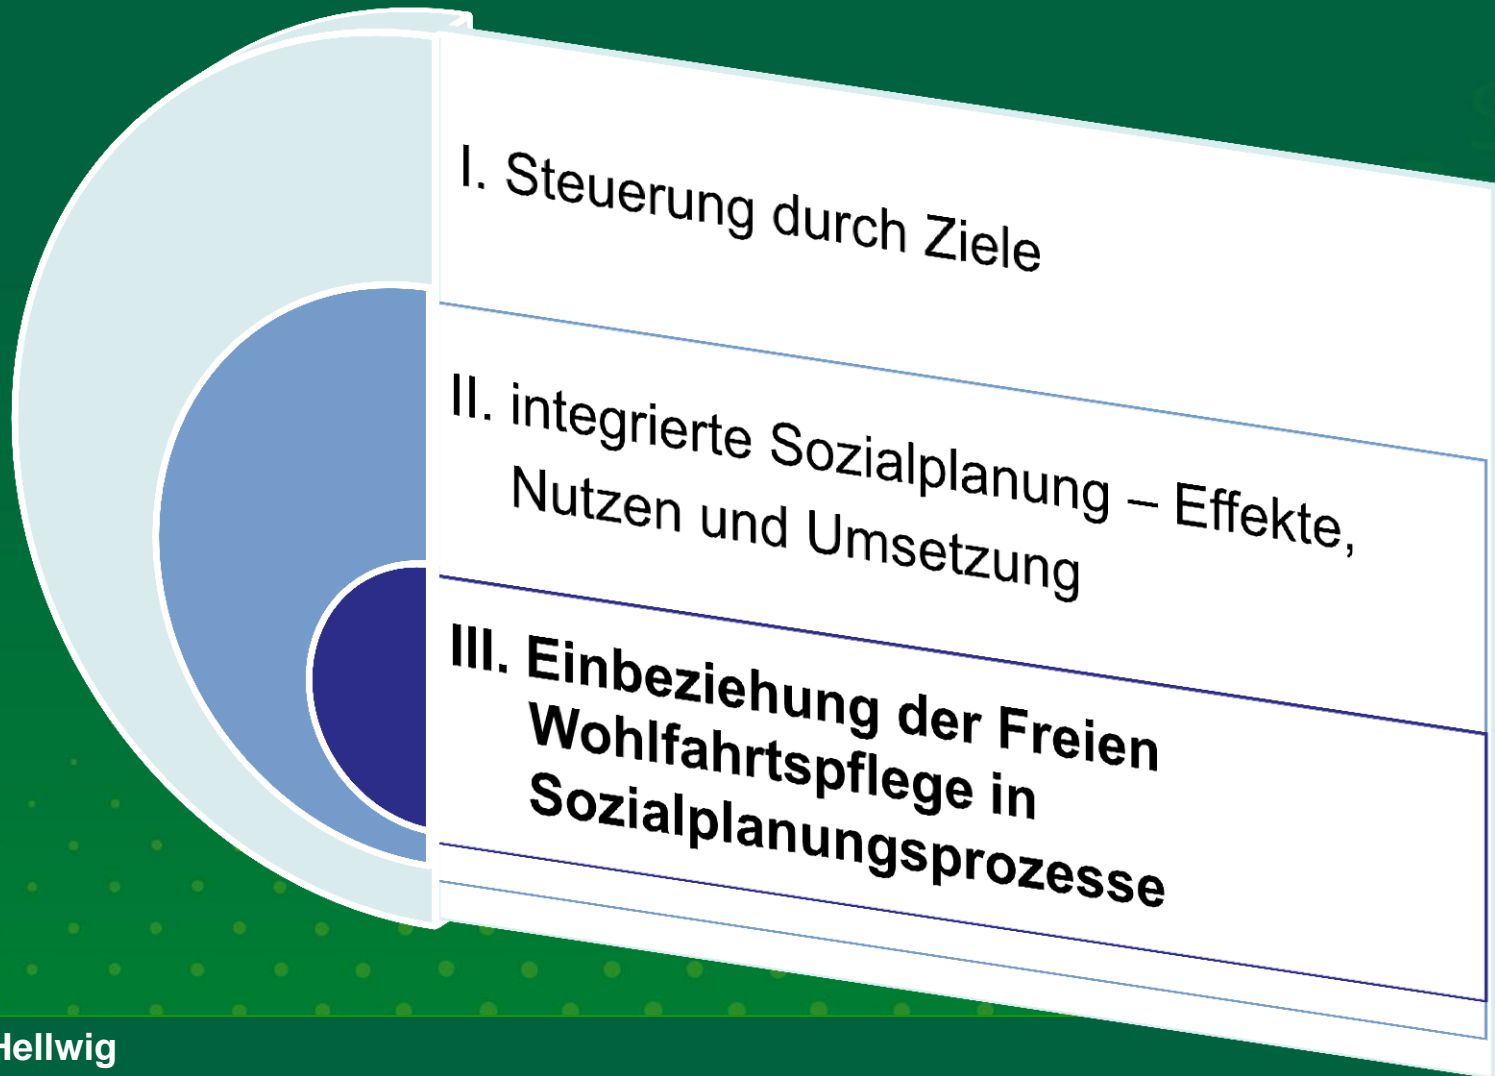 I. Steuerung durch Ziele
II. integrierte Sozialplanung – Effekte,
Nutzen und Umsetzung
III. Einbeziehung der Freien
Wohlfahrtspflege in
Sozialplanungsprozesse
Hellwig